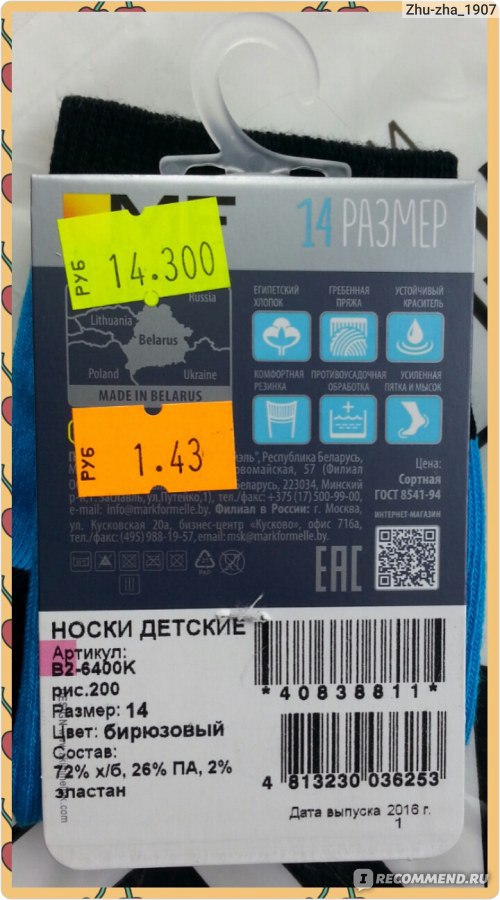 Zhu-zha_1907
14 РАЗМЕР
РУБ 14.300
Russia
Lithuania
Belarus
Poland
Ukraine
MADE IN BELARUS
РУБ 1.43
ЕГИПЕТСКИЙ ХЛОПОК
ГРЕБЕННАЯ ПРЯЖА
УСТОЙЧИВЫЙ КРАСИТЕЛЬ
КОМФОРТНАЯ РЕЗИНКА
ПРОТИВОУСАДОЧНАЯ ОБРАБОТКА
УСИЛЕННАЯ ПЯТКА И МЫСОК
Республика Беларусь,
57 (Филиал
Беларусь, 223034, Минский
ул.Путейко,1), тел./факс: +375 (17) 500-99-00,
e-mail: info@markformelle.by. Филиал в России: г. Москва,
ул. Кусковская 20а, бизнес-центр «Кусково», офис 716а,
тел./факс: (495) 988-19-57, email: msk@markformelle.by
Цена:
Сортная
ГОСТ 8541-94
ИНТЕРНЕТ-МАГАЗИН
PAD
EAC
НОСКИ ДЕТСКИЕ
Артикул:
В2-6400К
рис.200
Размер: 14
Цвет: бирюзовый
Состав:
72% х/б, 26% ПА, 2%
эластан
*40838811*
4 813230 036253
Дата выпуска 2016 г.
1
I RECOMMEND.RU